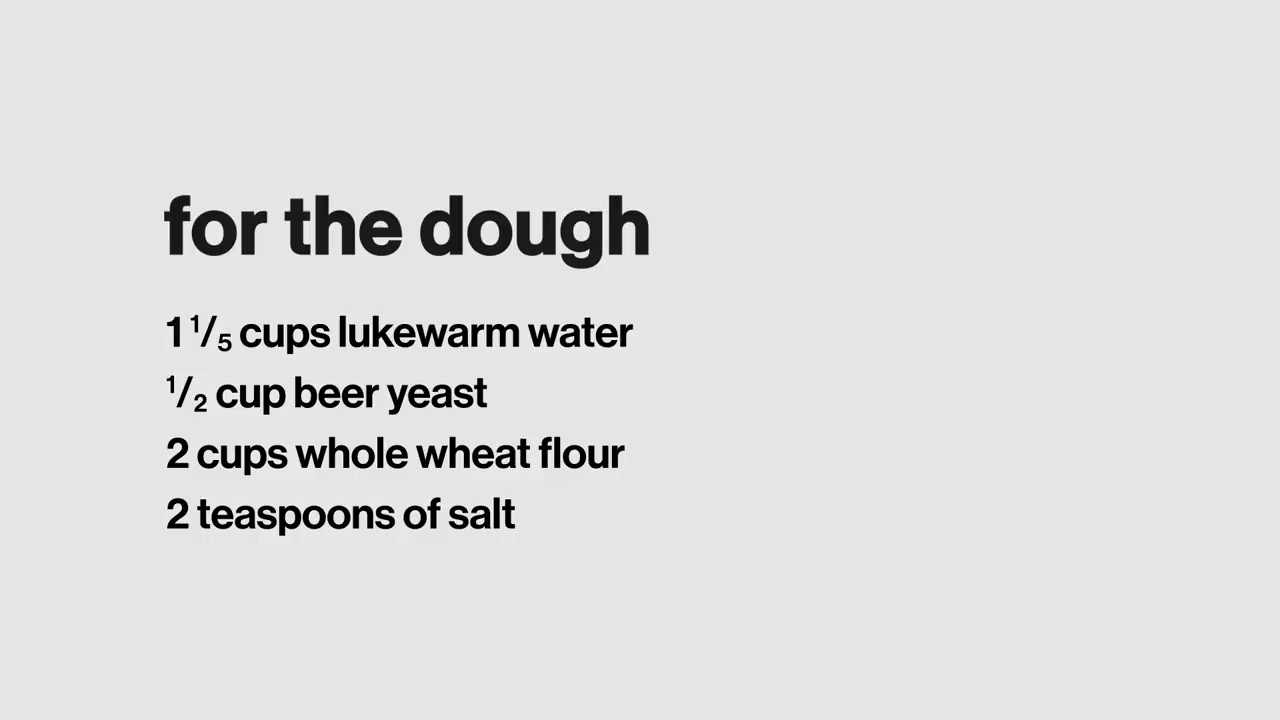 for the dough
1 1/5 cups lukewarm water
1/2 cup beer yeast
2 cups whole wheat flour
2 teaspoons of salt